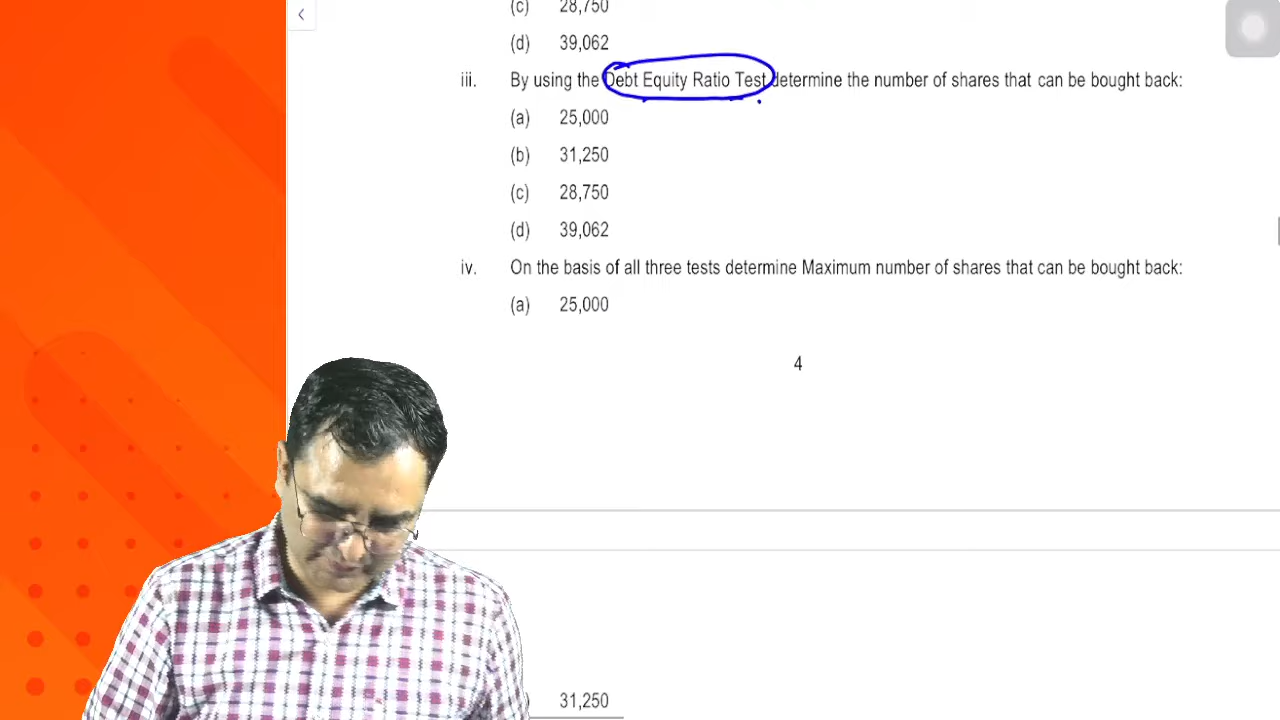 (c) 28,750
(d) 39,062
iii. By using the Debt Equity Ratio Test determine the number of shares that can be bought back:
(a) 25,000
(b) 31,250
(c) 28,750
(d) 39,062
iv. On the basis of all three tests determine Maximum number of shares that can be bought back:
(a) 25,000
4
31,250